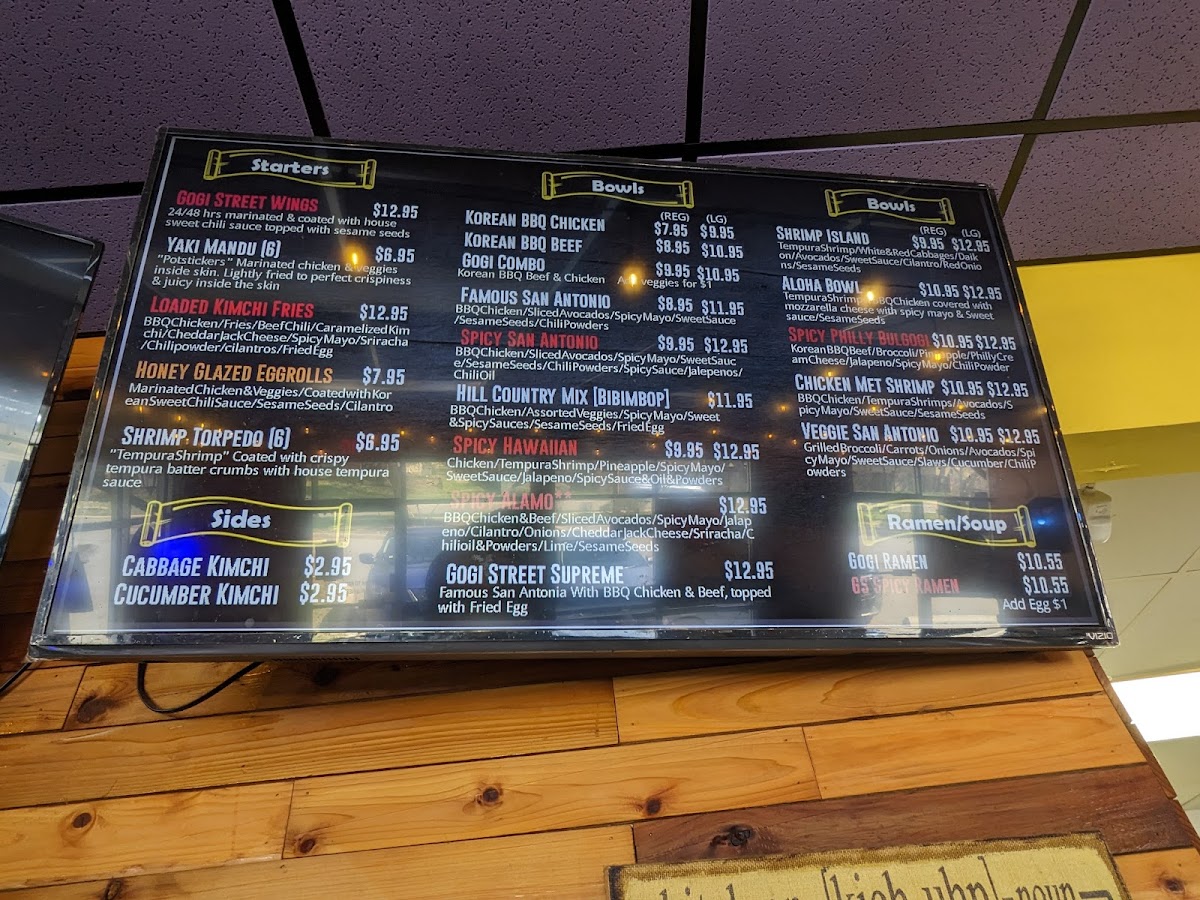 Starters
GOGI STREET WINGS $12.95
24/48 hrs marinated & coated with house
sweet chili sauce topped with sesame seeds
YAKI MANDU (6) $6.95
"Potstickers" Marinated chicken & veggies
inside skin. Lightly fried to perfect crispiness
& juicy inside the skin
LOADED KIMCHI FRIES $12.95
BBQChicken/Fries/BeefChili/CaramelizedKim
chi/CheddarJackCheese/SpicyMayo/Sriracha
/Chilipowder/cilantros/FriedEgg
HONEY GLAZED EGGROLLS $7.95
MarinatedChicken&Veggies/CoatedwithKor
eanSweetChiliSauce/SesameSeeds/Cilantro
SHRIMP TORPEDO (6) $6.95
"TempuraShrimp" Coated with crispy
tempura batter crumbs with house tempura
sauce
Sides
CABBAGE KIMCHI $2.95
CUCUMBER KIMCHI $2.95
Bowls
(REG) (LG)
KOREAN BBQ CHICKEN $7.95 $9.95
KOREAN BBQ BEEF $8.95 $10.95
GOGI COMBO $9.95 $10.95
Korean BBQ Beef & Chicken Add veggies for $1
FAMOUS SAN ANTONIO $8.95 $11.95
BBQChicken/SlicedAvocados/SpicyMayo/SweetSauce
/SesameSeeds/ChiliPowders
SPICY SAN ANTONIO $9.95 $12.95
BBQChicken/SlicedAvocados/SpicyMayo/SweetSauc
e/SesameSeeds/ChiliPowders/SpicySauce/Jalepenos/
ChiliOil
HILL COUNTRY MIX (BIBIMBOP) $11.95
BBQChicken/AssortedVeggies/SpicyMayo/Sweet
&SpicySauces/SesameSeeds/FriedEgg
SPICY HAWAIIAN $9.95 $12.95
Chicken/TempuraShrimp/Pineapple/SpicyMayo/
SweetSauce/Jalapeno/SpicySauce&Oil&Powders
SPICY ALAMO** $12.95
BBQChicken&Beef/SlicedAvocados/SpicyMayo/Jalap
eno/Cilantro/Onions/CheddarJackCheese/Sriracha/C
hilioil&Powders/Lime/SesameSeeds
GOGI STREET SUPREME $12.95
Famous San Antonia With BBQ Chicken & Beef, topped
with Fried Egg
Bowls
(REG) (LG)
SHRIMP ISLAND $9.95 $12.95
TempuraShrimp/White&RedCabbages/Daik
on/Avocados/SweetSauce/Cilantro/RedOnio
ns/SesameSeeds
ALOHA BOWL $10.95 $12.95
TempuraShrimp BBQChicken covered with
mozzarella cheese with spicy mayo & Sweet
sauce/SesameSeeds
SPICY PHILLY BULGOGI $10.95 $12.95
KoreanBBQBeef/Broccoli/Pineapple/PhillyCre
amCheese/Jalapeno/SpicyMayo/ChiliPowder
CHICKEN MET SHRIMP $10.95 $12.95
BBQChicken/TempuraShrimps/Avocados/S
picyMayo/SweetSauce/SesameSeeds
VEGGIE SAN ANTONIO $10.95 $12.95
GrilledBroccoli/Carrots/Onions/Avocados/Spi
cyMayo/SweetSauce/Slaws/Cucumber/ChiliP
owders
Ramen/Soup
GOGI RAMEN $10.55
GS SPICY RAMEN $10.55
Add Egg $1
VIZIO
kitchen [kich-uhn]-noun